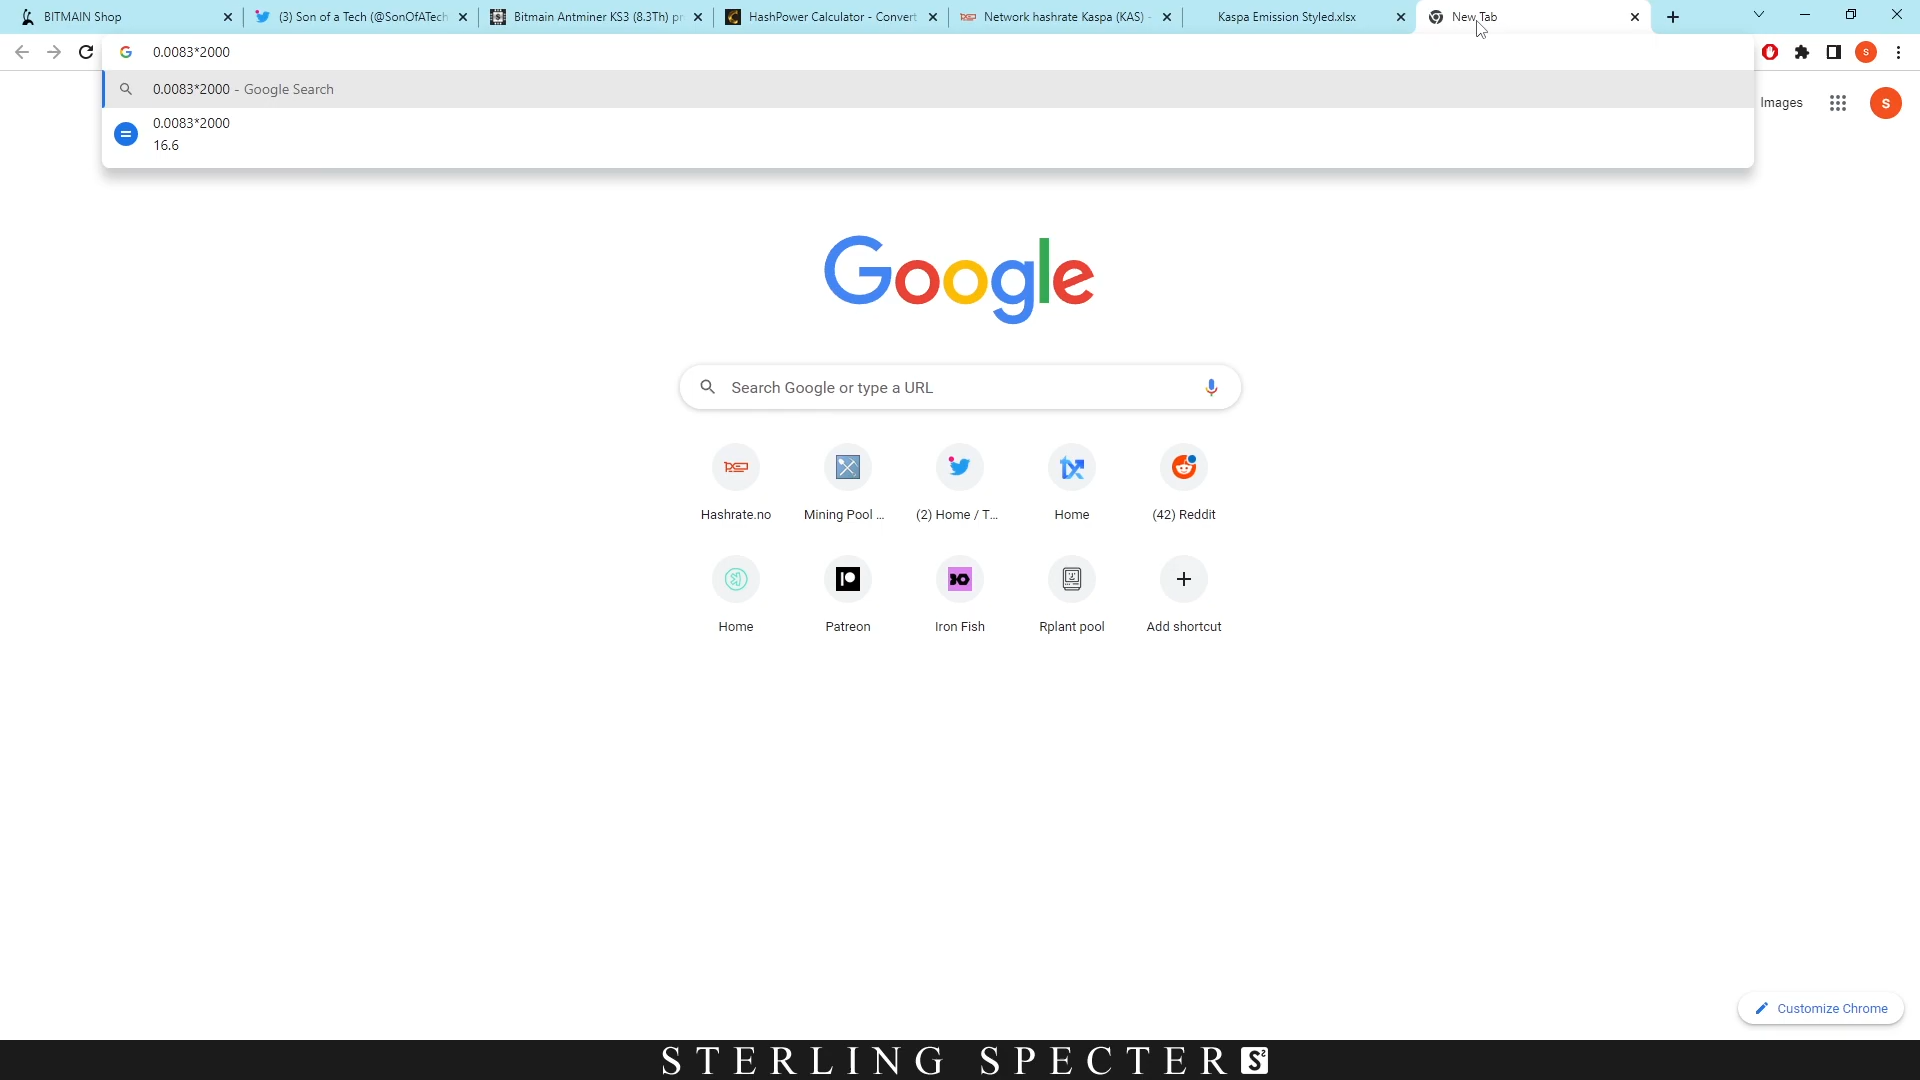 BITMAIN Shop
(3) Son of a Tech (@SonOfATech
Bitmain Antminer KS3 (8.3Th) pr
HashPower Calculator - Convert
Network hashrate Kaspa (KAS) -
Kaspa Emission Styled.xlsx
New Tab
0.0083*2000
S
0.0083*2000 - Google Search
0.0083*2000
16.6
Images
S
Google
Search Google or type a URL
Hashrate.no
Mining Pool ...
(2) Home / T...
Home
(42) Reddit
Home
Patreon
Iron Fish
Rplant pool
Add shortcut
Customize Chrome
STERLING SPECTER S²